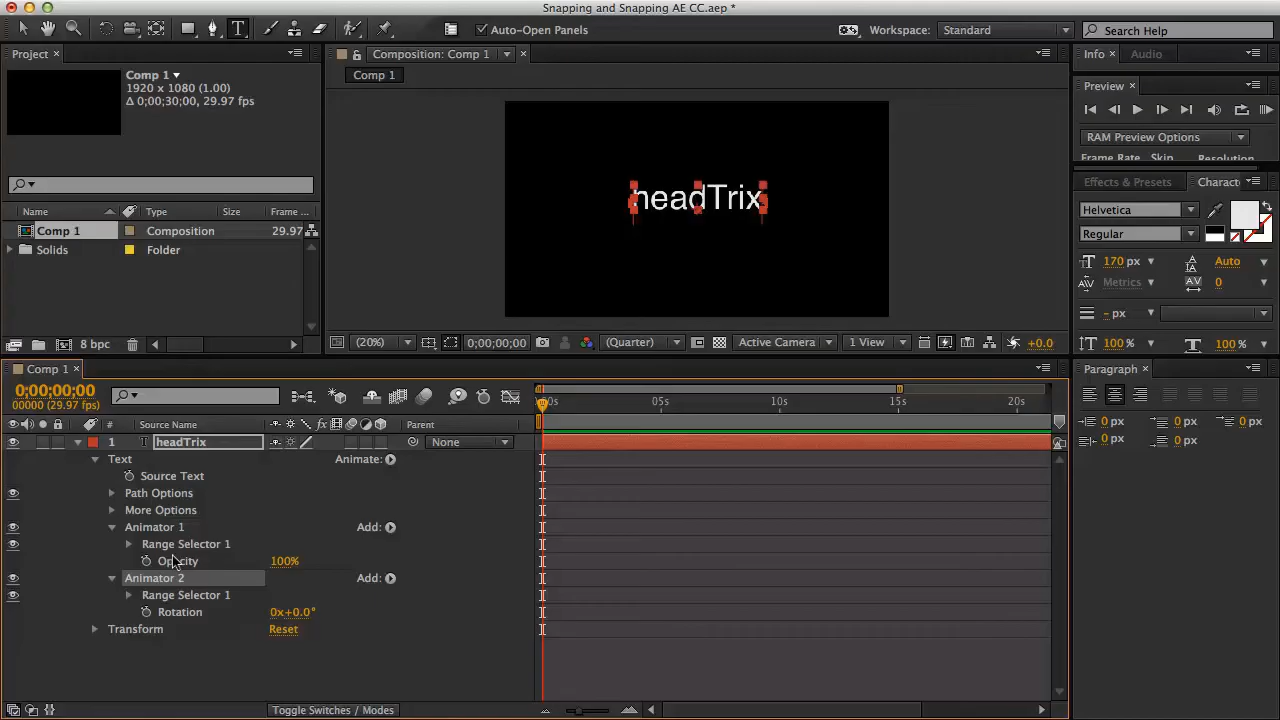 Snapping and Snapping AE CC.aep *
T Auto-Open Panels Workspace: Standard Search Help
Project × Composition: Comp 1 × Info × Audio
Comp 1
1920 x 1080 (1.00)
Δ 0;00;30;00, 29.97 fps
Comp 1
Preview ×
RAM Preview Options
Frame Rate Skip Resolution
Effects & Presets Charact
headTrix
Name Type Size Frame ...
Comp 1 Composition 29.97
Solids Folder
Helvetica
Regular
170 px Auto
Metrics 0
- px
100 % 100 %
8 bpc
(20%) 0;00;00;00 (Quarter) Active Camera 1 View +0.0
Comp 1 ×
Paragraph ×
0;00;00;00
00000 (29.97 fps)
00s 05s 10s 15s 20s
# Source Name Parent
1 T headTrix None
Text Animate:
Source Text
Path Options
More Options
Animator 1 Add:
Range Selector 1
Opacity 100%
Animator 2 Add:
Range Selector 1
Rotation 0x+0.0°
Transform Reset
0 px 0 px 0 px
0 px 0 px
Toggle Switches / Modes